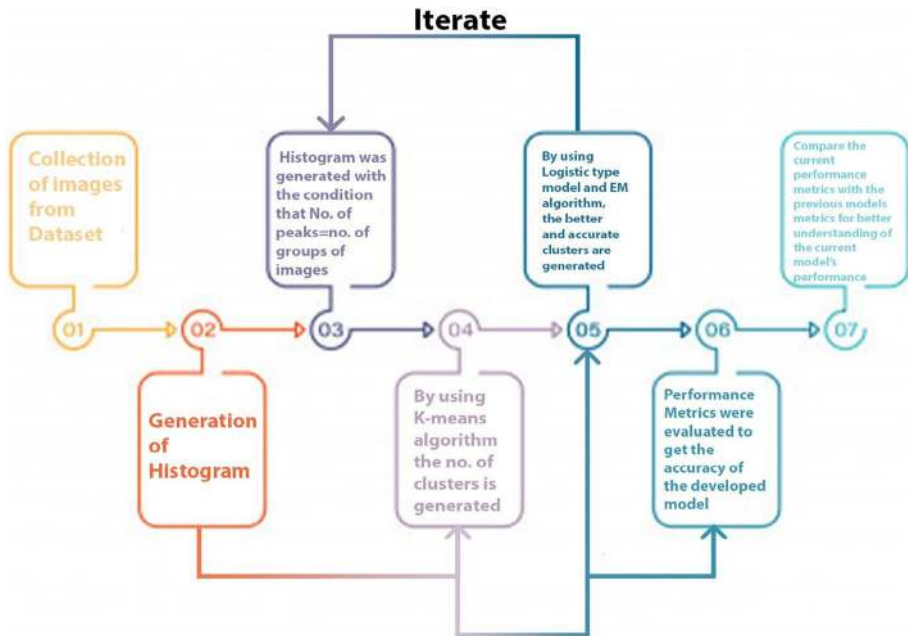 Iterate
Collection
of images
from
Dataset
Histogram was
generated with
the condition
that No. of
peaks=no. of
groups of
images
By using
Logistic type
model and EM
algorithm,
the better
and accurate
clusters are
generated
Compare the
current
performance
metrics with the
previous models
metrics for better
understanding of
the current
model's
performance
01
02
03
04
05
06
07
Generation
of
Histogram
By using
K-means
algorithm
the no. of
clusters is
generated
Performance
Metrics were
evaluated to
get the
accuracy of
the developed
model